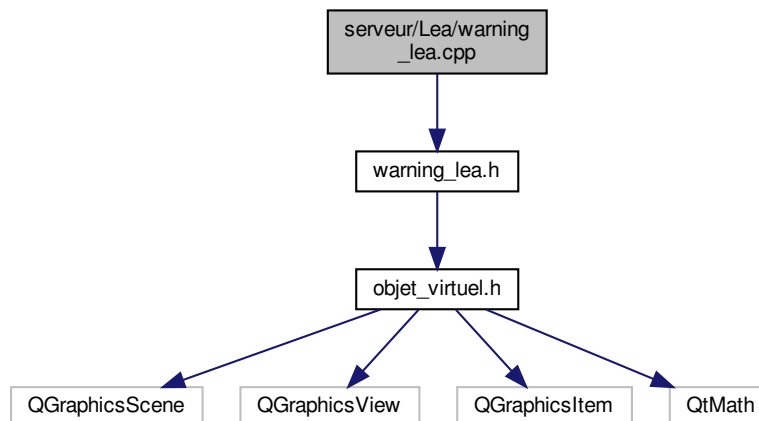 serveur/Lea/warning
_lea.cpp
warning_lea.h
objet_virtuel.h
QGraphicsScene
QGraphicsView
QGraphicsItem
QtMath